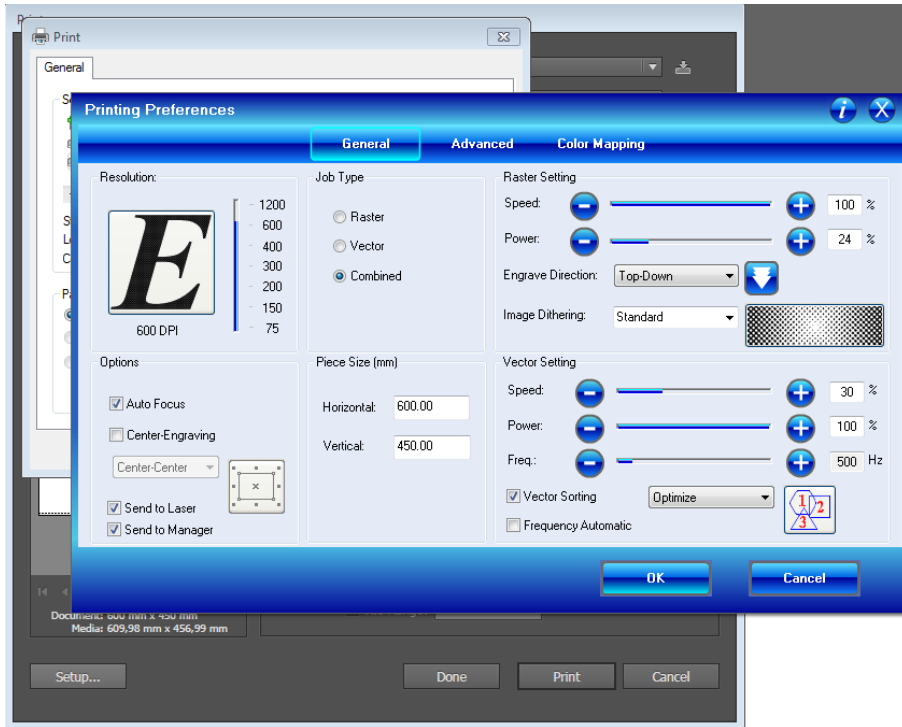 Print
General
Printing Preferences
General Advanced Color Mapping
Resolution:
E
1200
600
400
300
200
150
75
600 DPI
Job Type
Raster
Vector
Combined
Raster Setting
Speed: 100 %
Power: 24 %
Engrave Direction: Top-Down
Image Dithering: Standard
Options
Auto Focus
Center-Engraving
Center-Center
Send to Laser
Send to Manager
Piece Size (mm)
Horizontal: 600.00
Vertical: 450.00
Vector Setting
Speed: 30 %
Power: 100 %
Freq.: 500 Hz
Vector Sorting Optimize
1 2
3
Frequency Automatic
OK Cancel
Document: 600 mm x 450 mm
Media: 609,98 mm x 456,99 mm
Setup... Done Print Cancel